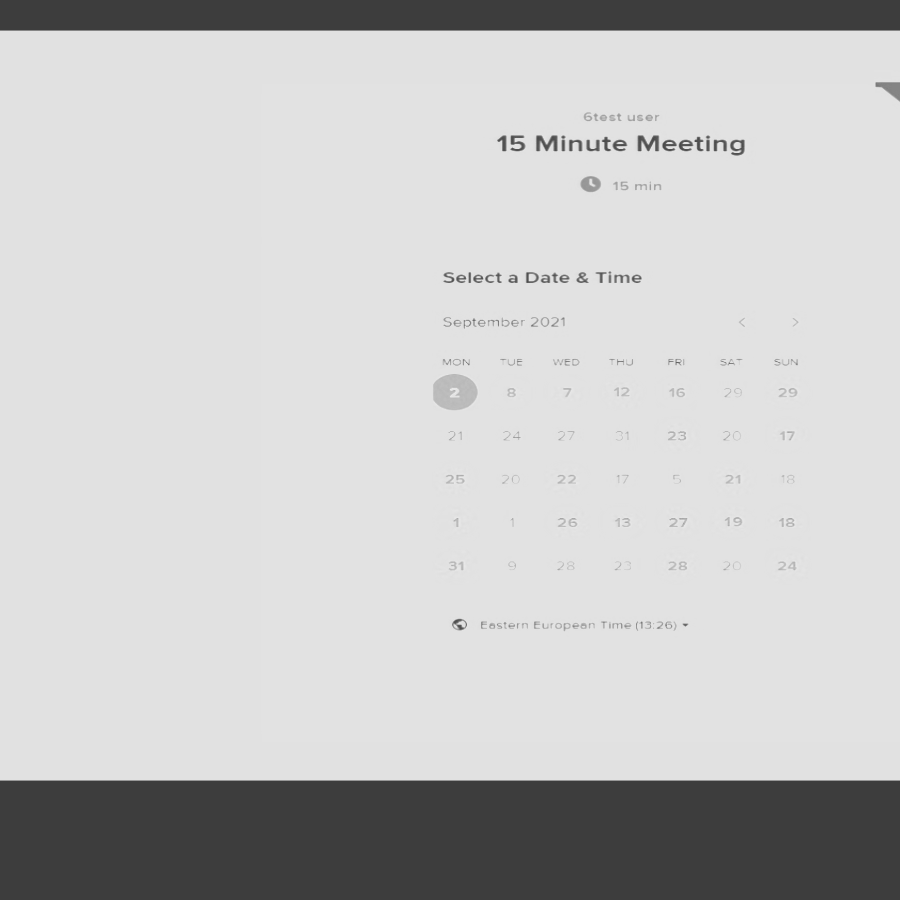 6test user
15 Minute Meeting
15 min
Select a Date & Time
September 2021
MON TUE WED THU FRI SAT SUN
2 8 7 12 16 29 29
21 24 27 31 23 20 17
25 20 22 17 5 21 18
1 1 26 13 27 19 18
31 9 28 23 28 20 24
Eastern European Time (13:26)